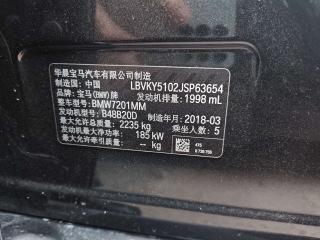 华晨宝马汽车有限公司制造
制造国: 中国 LBVKY5102JSP63654
品牌: 宝马(BMW)牌 发动机排量: 1998 mL
整车型号: BMW7201MM
发动机型号: B48B20D 制造年月: 2018-03
最大允许总质量: 2235 kg 乘坐人数: 5
发动机最大净功率: 185 kW
最大允许牵引质量: -- kg